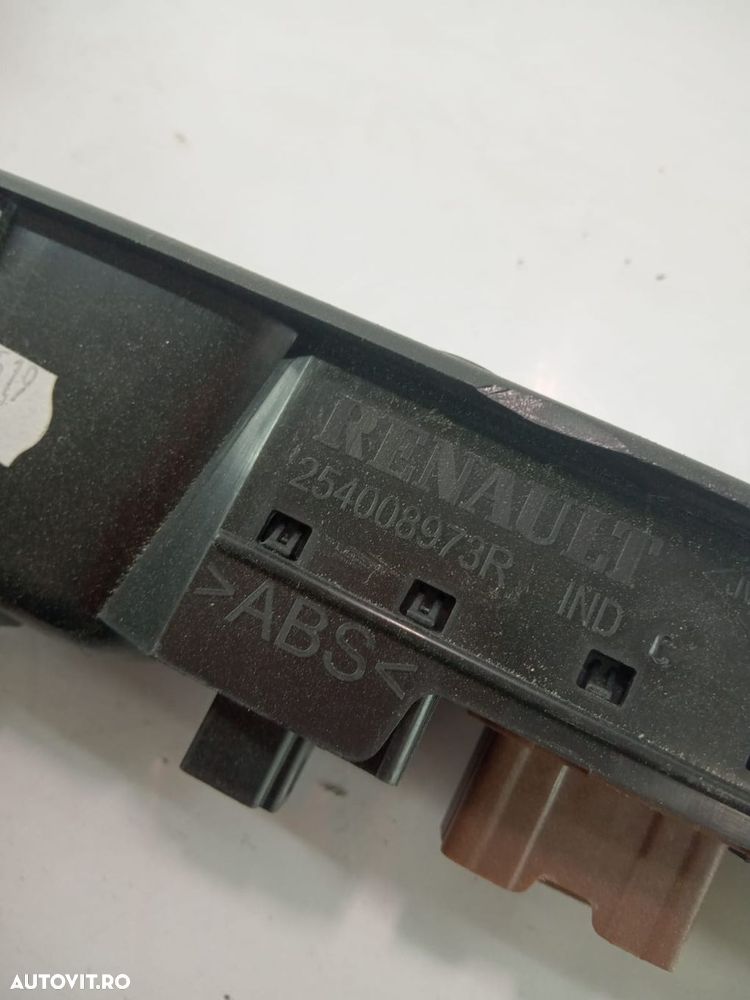 RENAULT
254008973R
IND C
>ABS<
AUTOVIT.RO